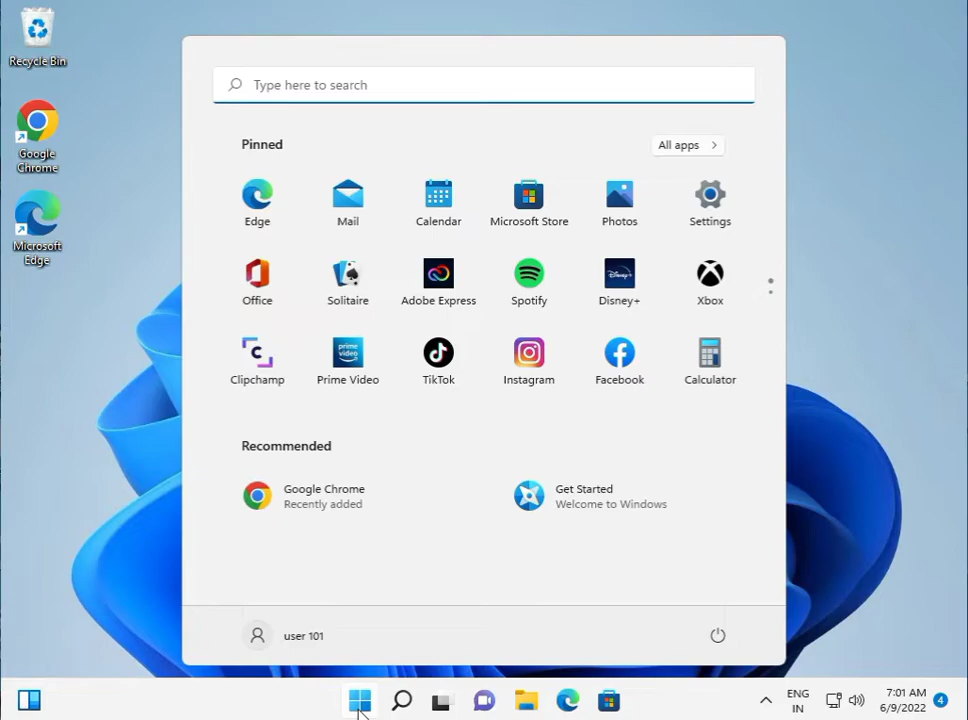 Recycle Bin
Google
Chrome
Microsoft
Edge
Type here to search
Pinned
All apps
Edge
Mail
Calendar
Microsoft Store
Photos
Settings
Office
Solitaire
Adobe Express
Spotify
Disney+
Xbox
Clipchamp
prime video
Prime Video
TikTok
Instagram
Facebook
Calculator
Recommended
Google Chrome
Recently added
Get Started
Welcome to Windows
user 101
ENG
IN
7:01 AM
6/9/2022
4